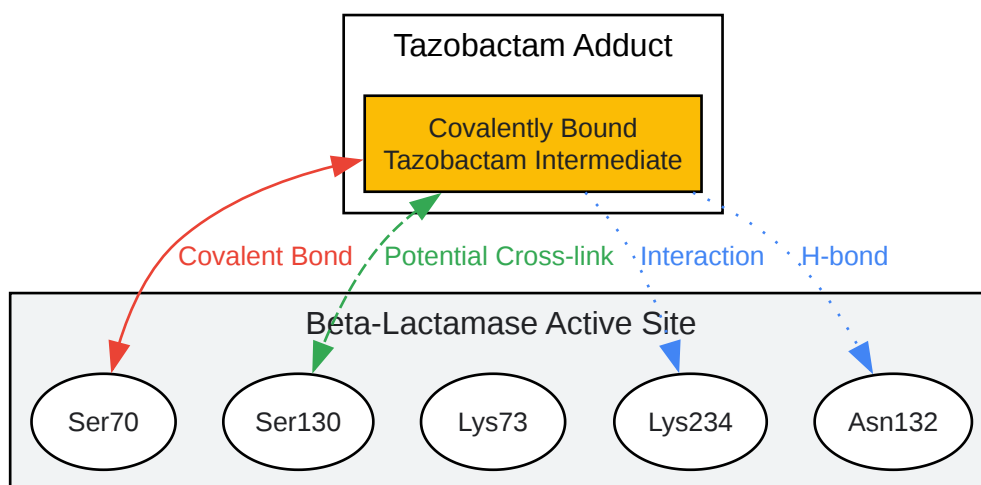 Tazobactam Adduct
Covalently Bound
Tazobactam Intermediate
Covalent Bond
Potential Cross-link
Interaction
H-bond
Beta-Lactamase Active Site
Ser70
Ser130
Lys73
Lys234
Asn132